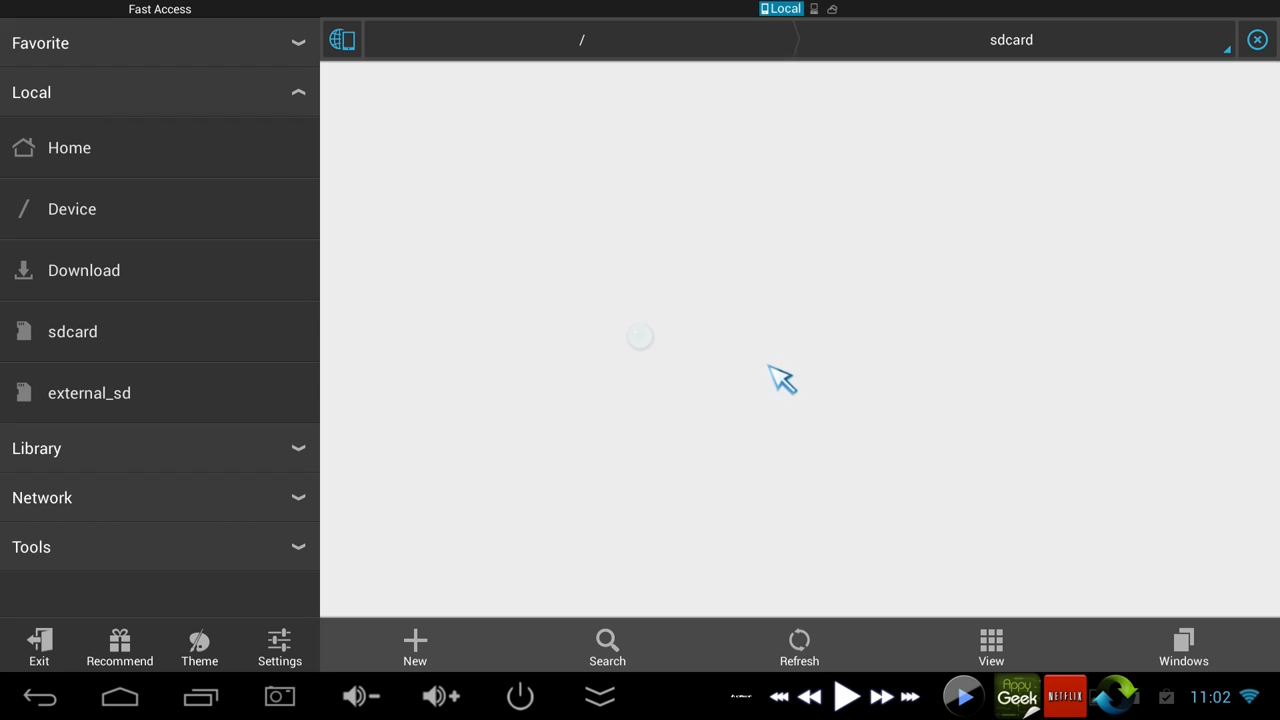 Fast Access
Local
Favorite
/
sdcard
Local
Home
Device
Download
sdcard
external_sd
Library
Network
Tools
Exit
Recommend
Theme
Settings
New
Search
Refresh
View
Windows
Appy
Geek
NETFLIX
11:02